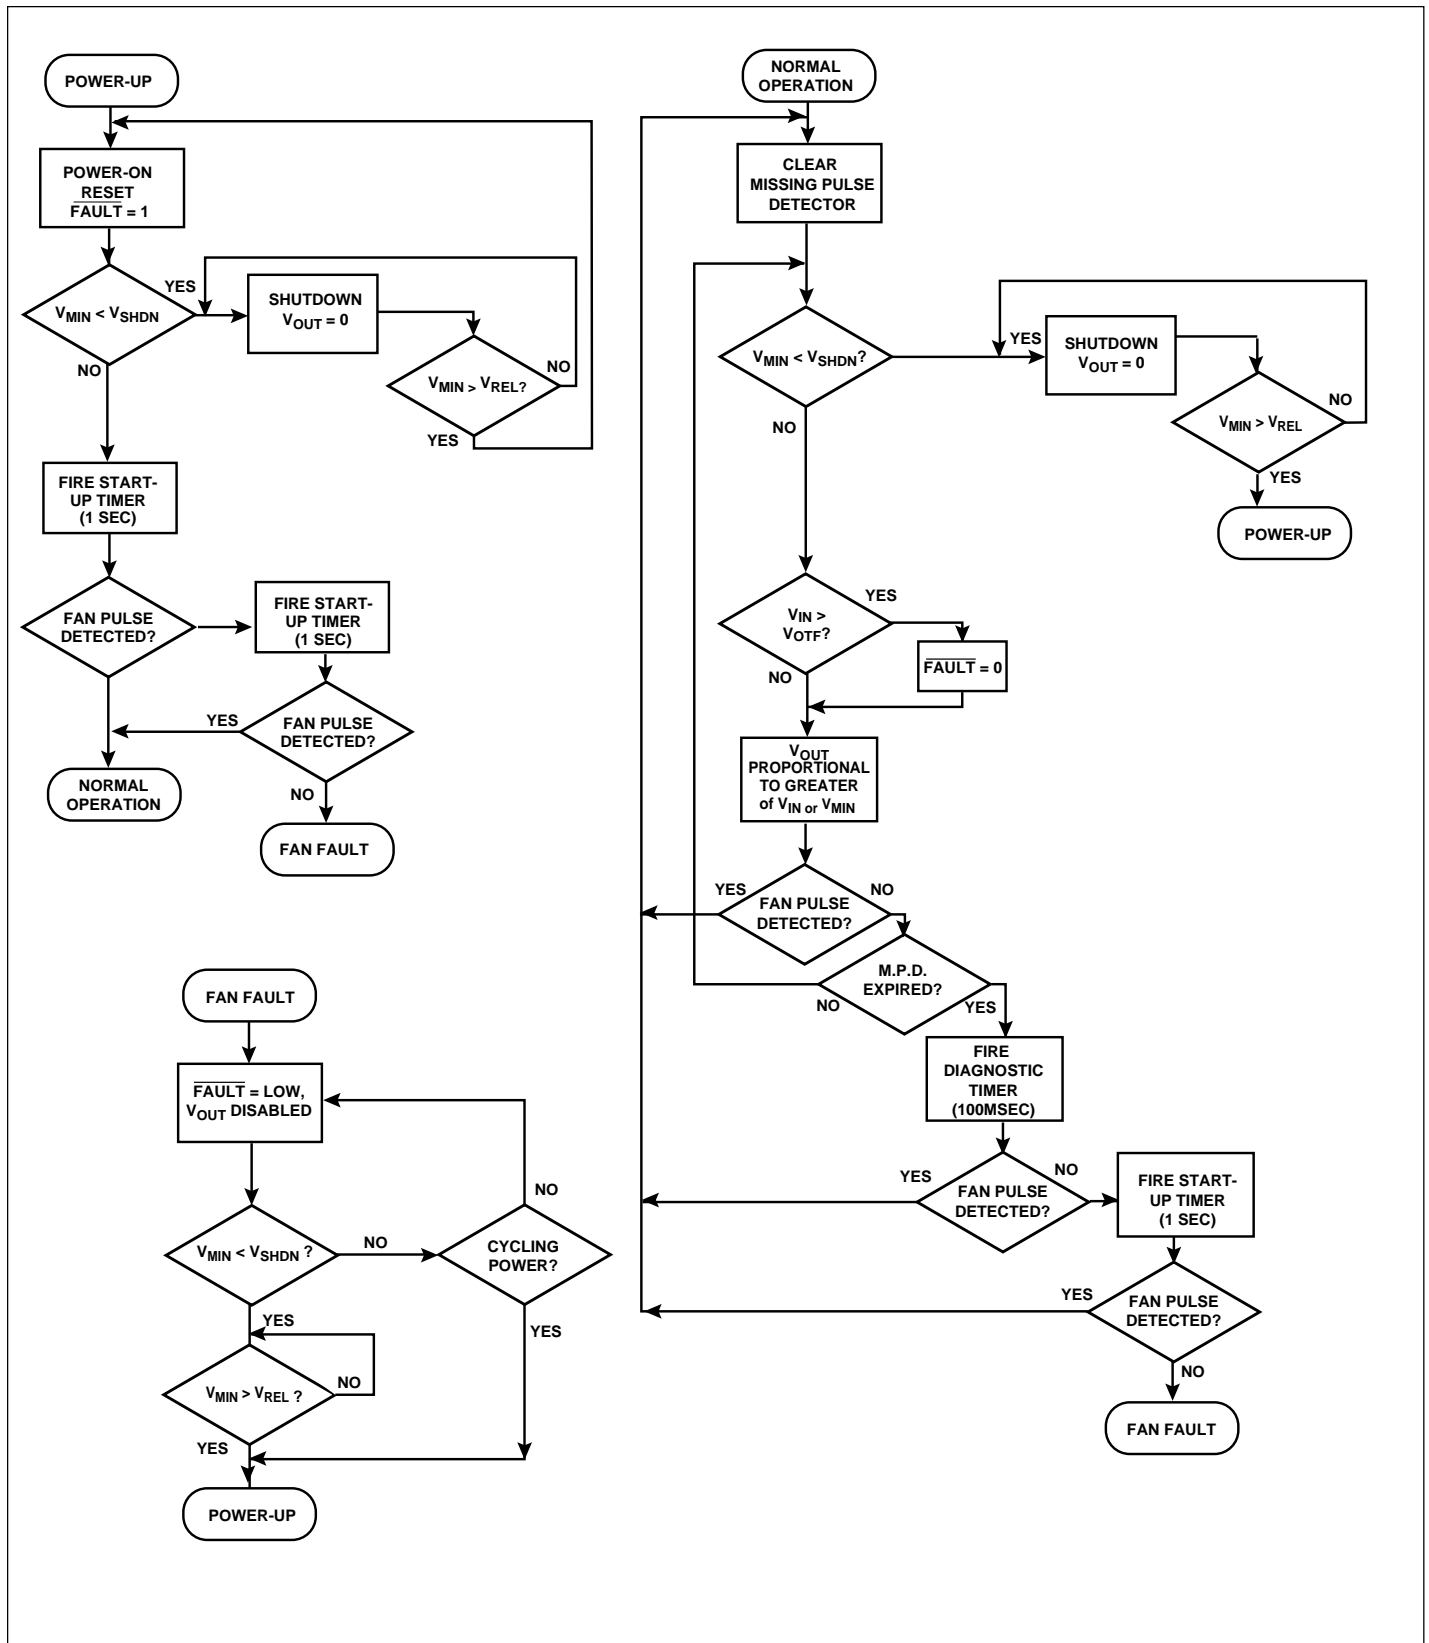 POWER-UP
POWER-ON
RESET
FAULT = 1
VMIN < VSHDN
YES
NO
SHUTDOWN
VOUT = 0
VMIN > VREL?
NO
YES
FIRE START-
UP TIMER
(1 SEC)
FAN PULSE
DETECTED?
FIRE START-
UP TIMER
(1 SEC)
FAN PULSE
DETECTED?
YES
NO
NORMAL
OPERATION
FAN FAULT
FAN FAULT
FAULT = LOW,
VOUT DISABLED
VMIN < VSHDN ?
NO
CYCLING
POWER?
NO
YES
YES
VMIN > VREL ?
NO
YES
POWER-UP
NORMAL
OPERATION
CLEAR
MISSING PULSE
DETECTOR
VMIN < VSHDN?
YES
NO
SHUTDOWN
VOUT = 0
VMIN > VREL
NO
YES
POWER-UP
VIN >
VOTF?
YES
NO
FAULT = 0
VOUT
PROPORTIONAL
TO GREATER
of VIN or VMIN
FAN PULSE
DETECTED?
YES
NO
M.P.D.
EXPIRED?
NO
YES
FIRE
DIAGNOSTIC
TIMER
(100MSEC)
FAN PULSE
DETECTED?
YES
NO
FIRE START-
UP TIMER
(1 SEC)
FAN PULSE
DETECTED?
YES
NO
FAN FAULT